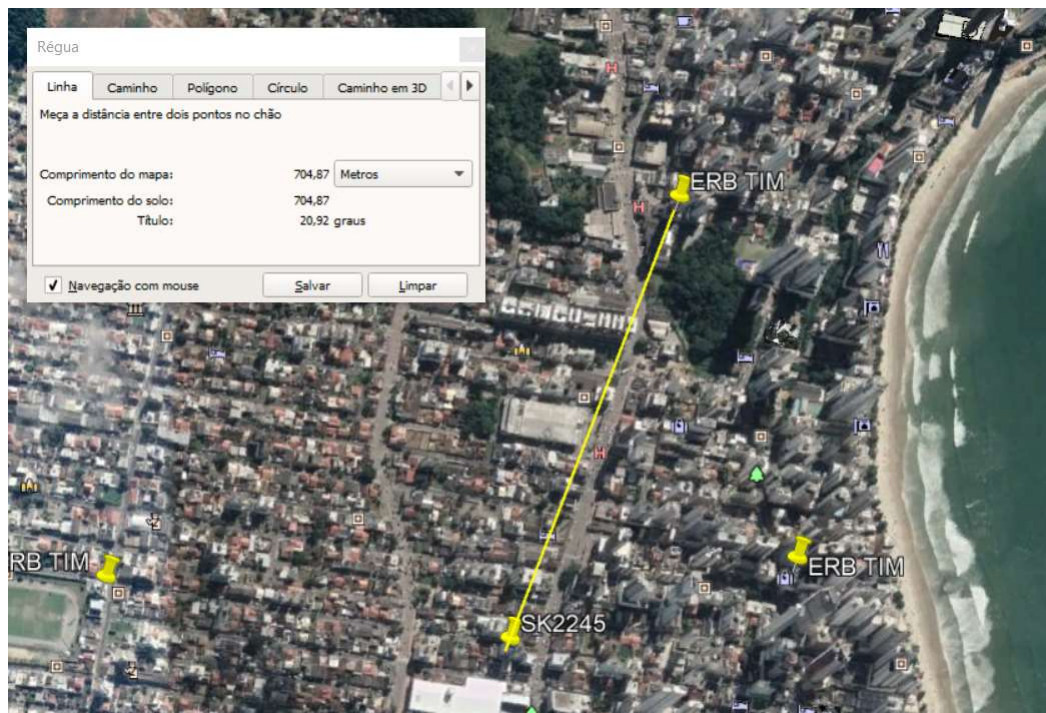 Régua
Linha
Caminho
Polígono
Círculo
Caminho em 3D
Meça a distância entre dois pontos no chão
Comprimento do mapa: 704,87 Metros
Comprimento do solo: 704,87
Título: 20,92 graus
Navegação com mouse
Salvar
Limpar
ERB TIM
H
H
H
RB TIM
ERB TIM
SK2245